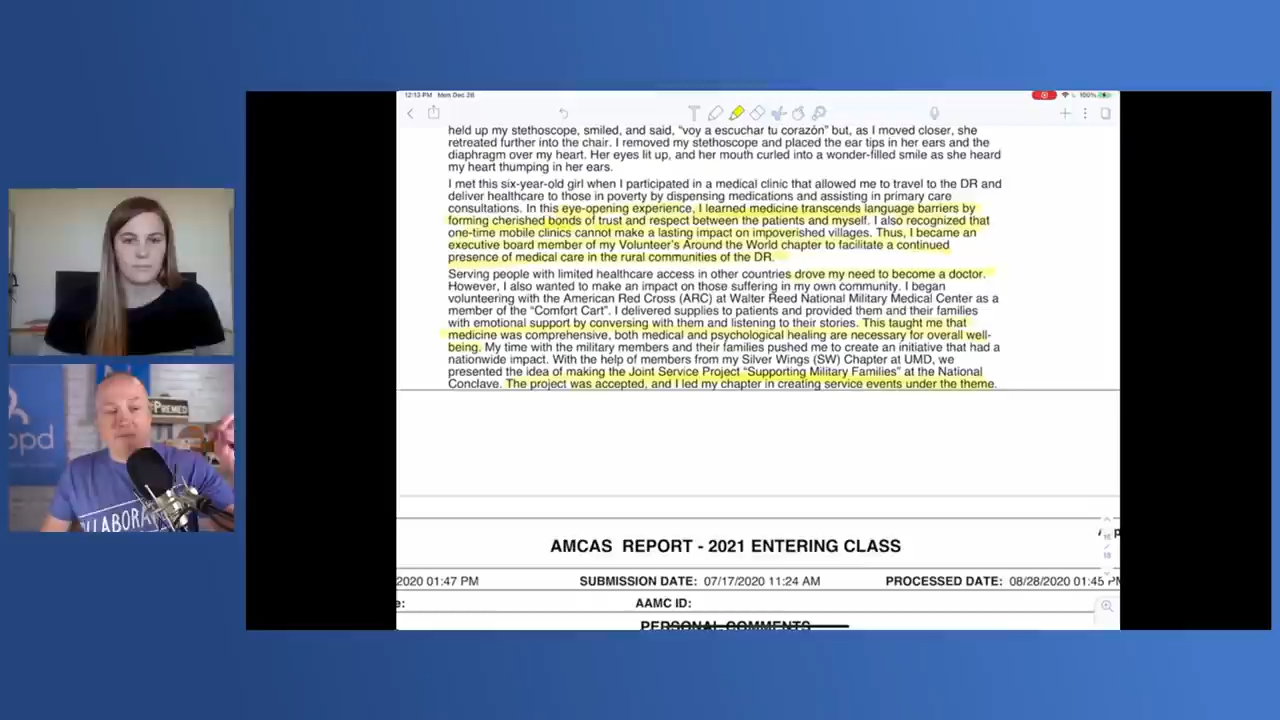 12:13 PM Mon Dec 28
100%
T
held up my stethoscope, smiled, and said, “voy a escuchar tu corazón” but, as I moved closer, she
retreated further into the chair. I removed my stethoscope and placed the ear tips in her ears and the
diaphragm over my heart. Her eyes lit up, and her mouth curled into a wonder-filled smile as she heard
my heart thumping in her ears.
I met this six-year-old girl when I participated in a medical clinic that allowed me to travel to the DR and
deliver healthcare to those in poverty by dispensing medications and assisting in primary care
consultations. In this eye-opening experience, I learned medicine transcends language barriers by
forming cherished bonds of trust and respect between the patients and myself. I also recognized that
one-time mobile clinics cannot make a lasting impact on impoverished villages. Thus, I became an
executive board member of my Volunteer’s Around the World chapter to facilitate a continued
presence of medical care in the rural communities of the DR.
Serving people with limited healthcare access in other countries drove my need to become a doctor.
However, I also wanted to make an impact on those suffering in my own community. I began
volunteering with the American Red Cross (ARC) at Walter Reed National Military Medical Center as a
member of the “Comfort Cart”. I delivered supplies to patients and provided them and their families
with emotional support by conversing with them and listening to their stories. This taught me that
medicine was comprehensive, both medical and psychological healing are necessary for overall well-
being. My time with the military members and their families pushed me to create an initiative that had a
nationwide impact. With the help of members from my Silver Wings (SW) Chapter at UMD, we
presented the idea of making the Joint Service Project “Supporting Military Families” at the National
Conclave. The project was accepted, and I led my chapter in creating service events under the theme.
AMCAS REPORT - 2021 ENTERING CLASS
2020 01:47 PM SUBMISSION DATE: 07/17/2020 11:24 AM PROCESSED DATE: 08/28/2020 01:45 PM
e: AAMC ID:
PERSONAL COMMENTS
PREMED
opd
OLLABORA